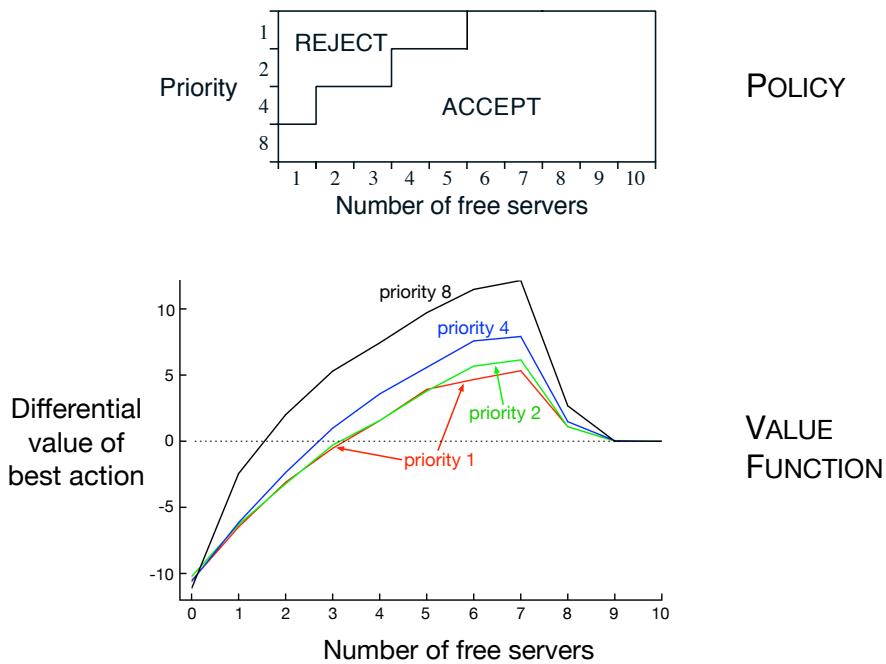 1
REJECT
2
Priority
POLICY
ACCEPT
4
8
1 2 3 4 5 6 7 8 9 10
Number of free servers
priority 8
10
priority 4
5
priority 2
Differential
value of
best action
0
priority 1
VALUE
FUNCTION
-5
-10
0 1 2 3 4 5 6 7 8 9 10
Number of free servers